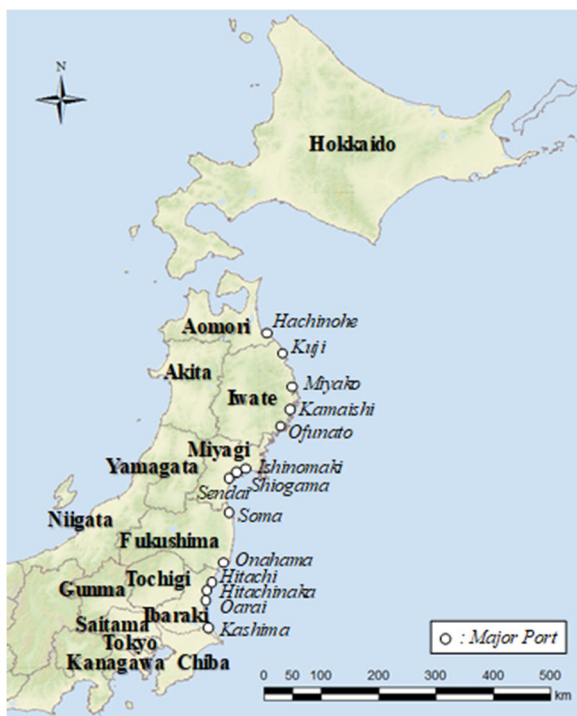 N
Hokkaido
Hachinohe
Aomori
Kuji
Akita
Miyako
Iwate
Kamaishi
Ofunato
Miyagi
Yamagata
Ishinomaki
Shiogama
Sendai
Niigata
Soma
Fukushima
Onahama
Tochigi
Hitachi
Gunma
Hitachinaka
Oarai
Ibaraki
Saitama
Kashima
Tokyo
: Major Port
Kanagawa
Chiba
0 100 200 300 400 500
km